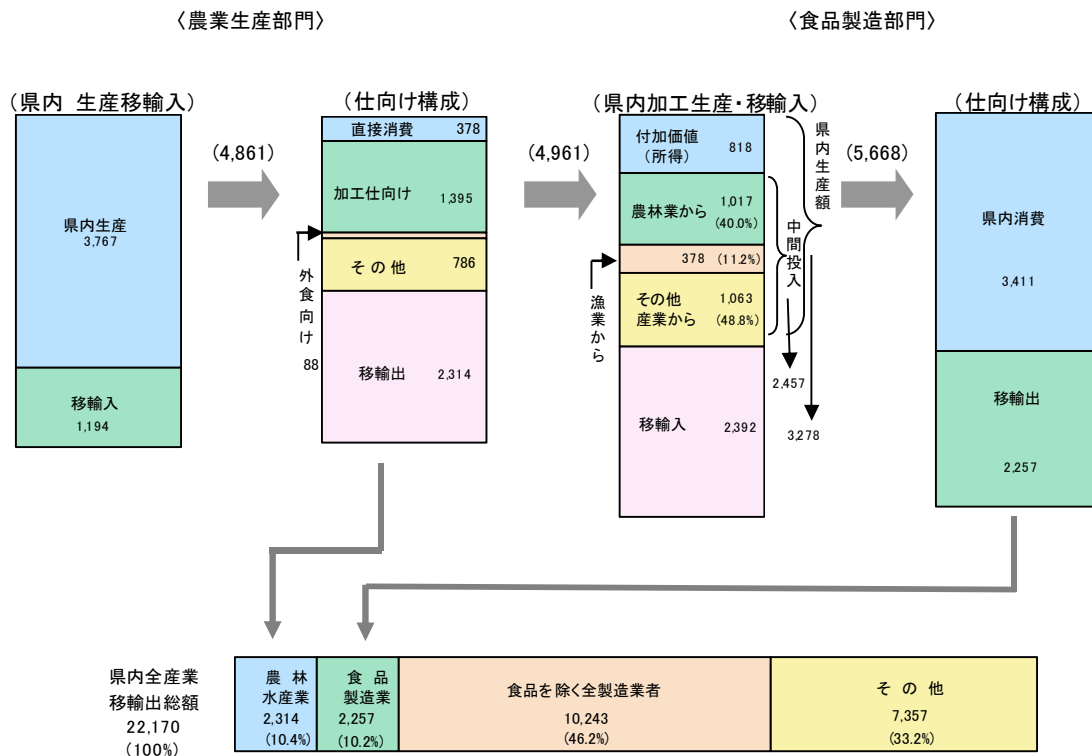 〈農業生産部門〉
〈食品製造部門〉
(県内 生産移輸入)
(仕向け構成)
(県内加工生産・移輸入)
(仕向け構成)
県内生産
3,767
移輸入
1,194
(4,861)
直接消費 378
加工仕向け 1,395
その他 786
移輸出 2,314
外食向け
88
(4,961)
付加価値
(所得)
818
農林業から
1,017
(40.0%)
378 (11.2%)
その他
産業から
1,063
(48.8%)
移輸入 2,392
漁業から
中間投入
県内生産額
2,457
3,278
(5,668)
県内消費
3,411
移輸出
2,257
県内全産業
移輸出総額
22,170
(100%)
農林
水産業
2,314
(10.4%)
食品
製造業
2,257
(10.2%)
食品を除く全製造業者
10,243
(46.2%)
その他
7,357
(33.2%)